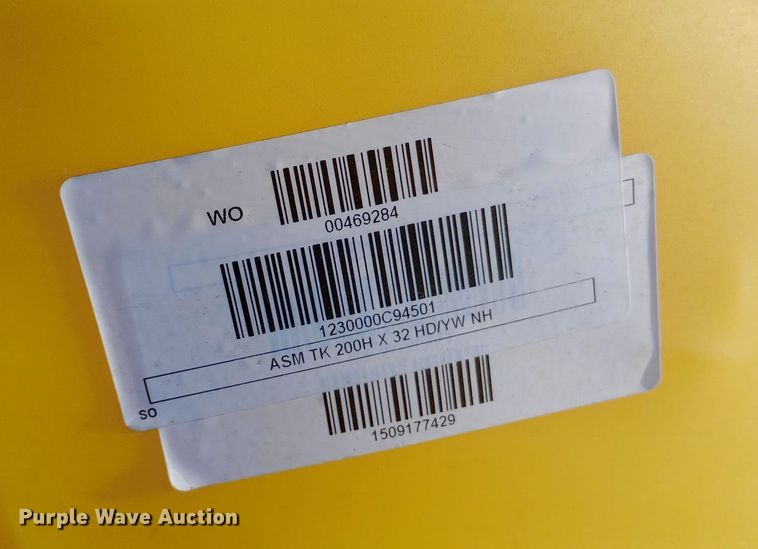 WO
00469284
1230000C94501
ASM TK 200H X 32 HD/YW NH
SO
1509177429
Purple Wave Auction